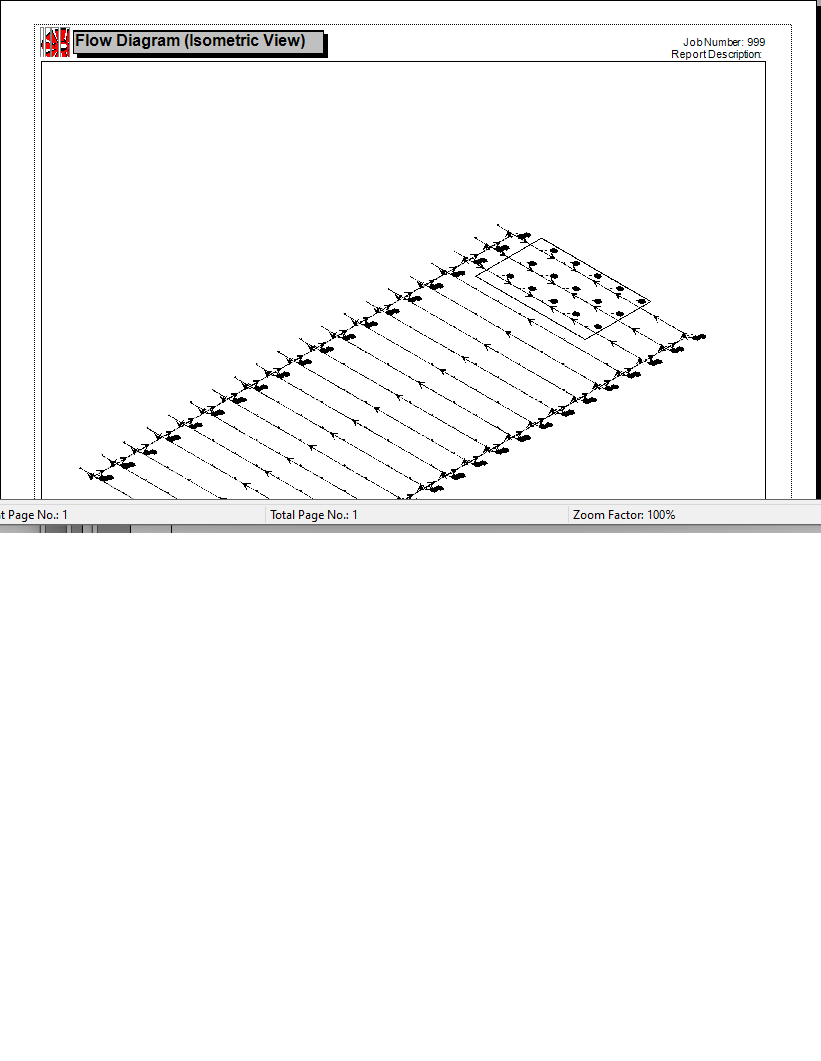 Flow Diagram (Isometric View)
Job Number: 999
Report Description:
t Page No.: 1
Total Page No.: 1
Zoom Factor: 100%